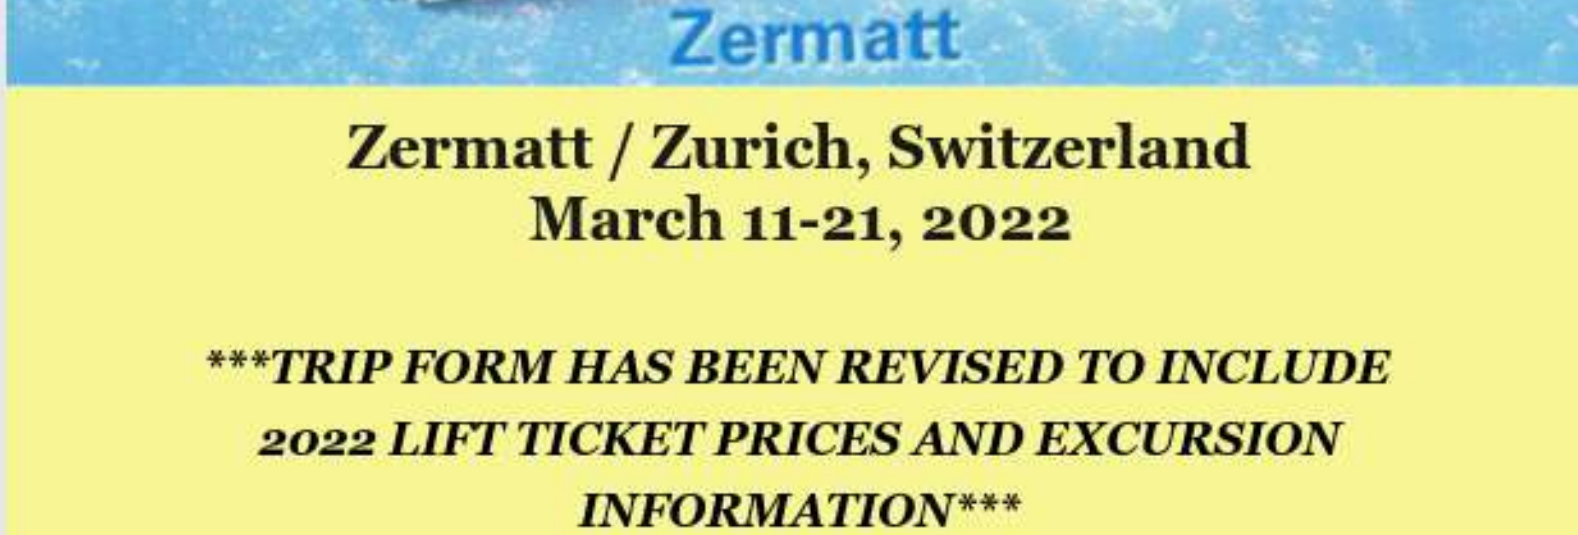 Zermatt
Zermatt / Zurich, Switzerland
March 11-21, 2022
***TRIP FORM HAS BEEN REVISED TO INCLUDE
2022 LIFT TICKET PRICES AND EXCURSION
INFORMATION***